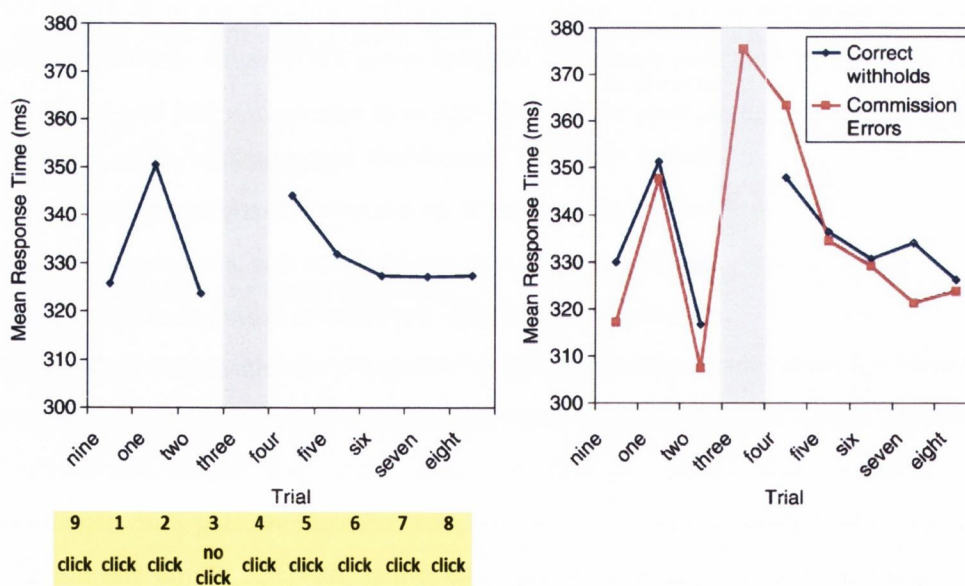 380
370
360
350
340
330
320
310
300
Mean Response Time (ms)
nine
one
two
three
four
five
six
seven
eight
Trial
380
370
360
350
340
330
320
310
300
Mean Response Time (ms)
Correct
withholds
Commission
Errors
nine
one
two
three
four
five
six
seven
eight
Trial
9 1 2 3 4 5 6 7 8
click click click no click click click click click click